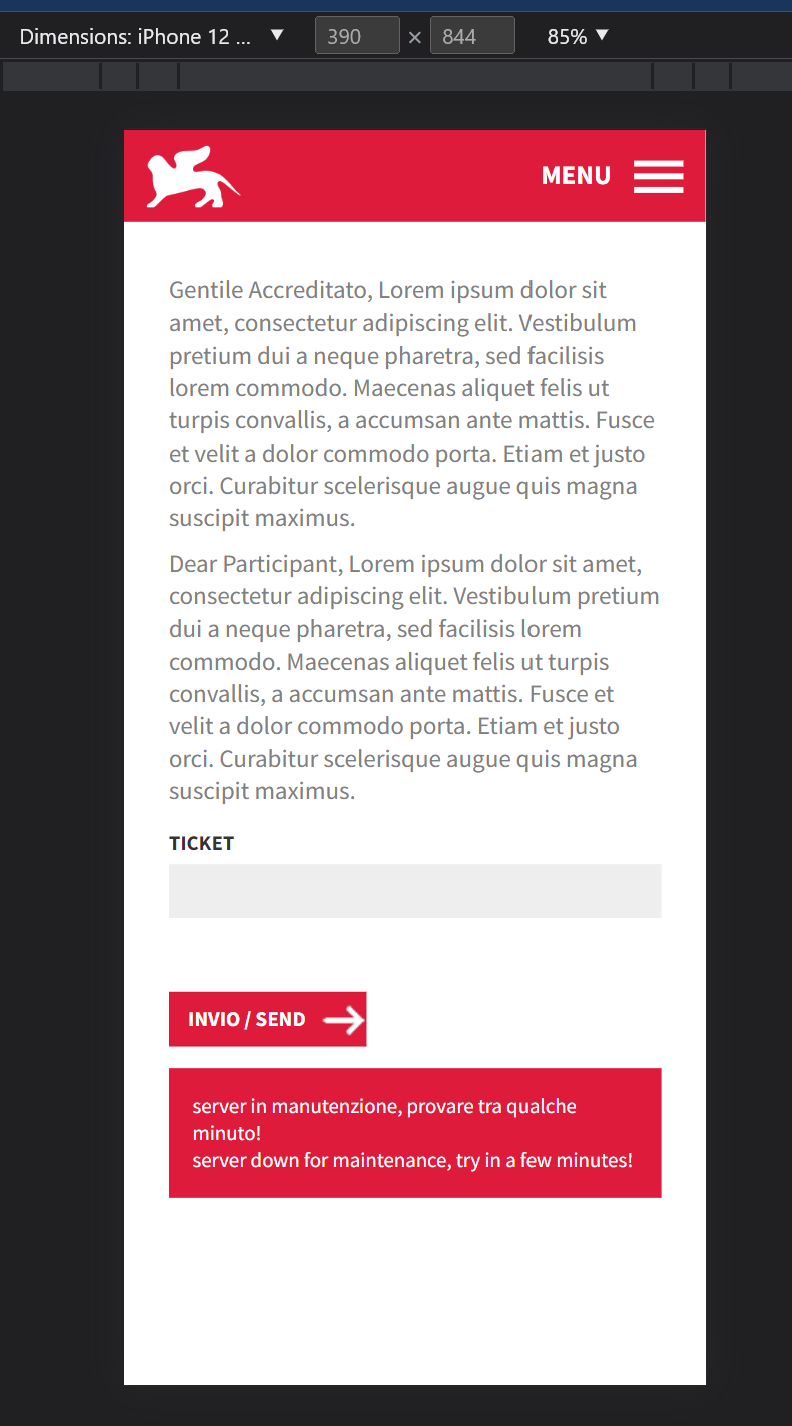 Dimensions: iPhone 12 ... 390 × 844 85%
MENU
Gentile Accreditato, Lorem ipsum dolor sit
amet, consectetur adipiscing elit. Vestibulum
pretium dui a neque pharetra, sed facilisis
lorem commodo. Maecenas aliquet felis ut
turpis convallis, a accumsan ante mattis. Fusce
et velit a dolor commodo porta. Etiam et justo
orci. Curabitur scelerisque augue quis magna
suscipit maximus.
Dear Participant, Lorem ipsum dolor sit amet,
consectetur adipiscing elit. Vestibulum pretium
dui a neque pharetra, sed facilisis lorem
commodo. Maecenas aliquet felis ut turpis
convallis, a accumsan ante mattis. Fusce et
velit a dolor commodo porta. Etiam et justo
orci. Curabitur scelerisque augue quis magna
suscipit maximus.
TICKET
INVIO / SEND
server in manutenzione, provare tra qualche
minuto!
server down for maintenance, try in a few minutes!